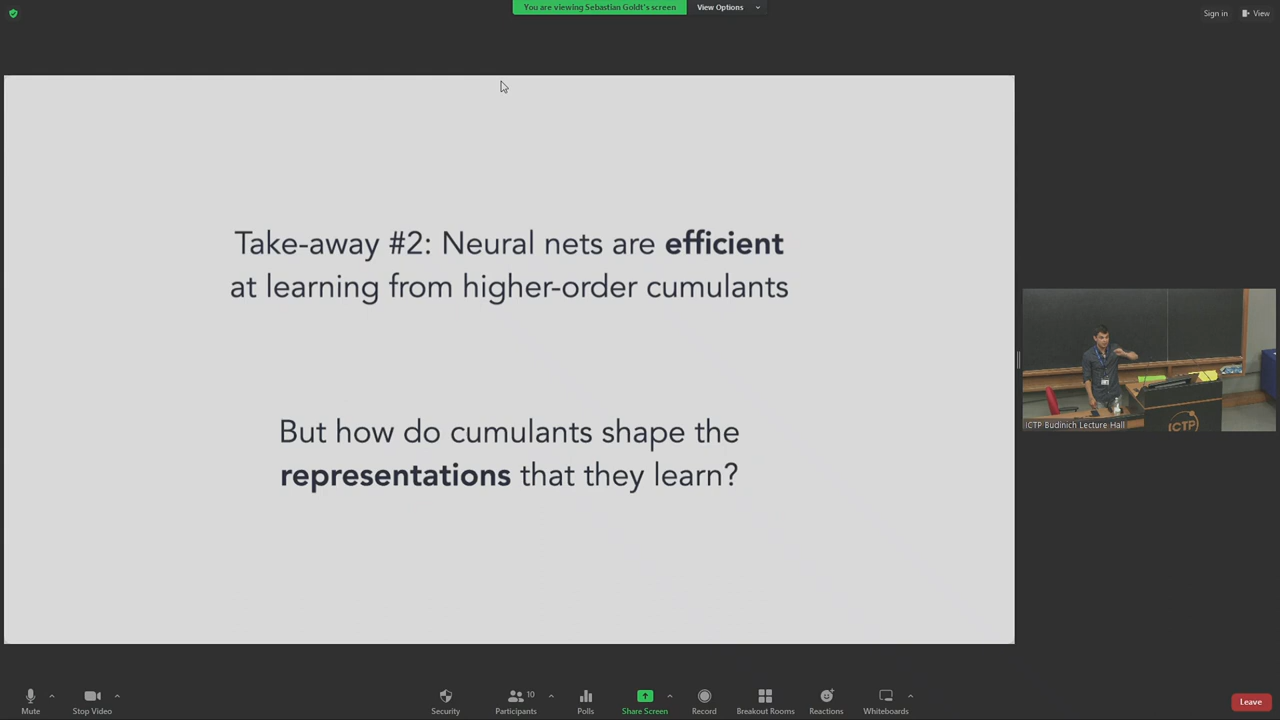 You are viewing Sebastian Goldt's screen
View Options
Sign in
View
Take-away #2: Neural nets are efficient
at learning from higher-order cumulants
But how do cumulants shape the
representations that they learn?
ICTP
ICTP Budinich Lecture Hall
Mute
Stop Video
Security
Participants
10
Polls
Share Screen
Record
Breakout Rooms
Reactions
Whiteboards
Leave